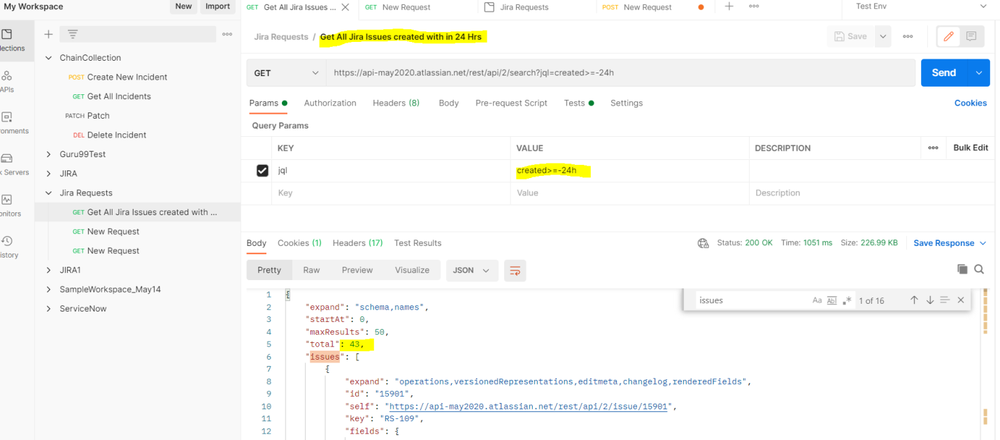 My Workspace New Import
GET Get All Jira Issues ... GET New Request Jira Requests POST New Request Test Env
Jira Requests / Get All Jira Issues created with in 24 Hrs Save
GET https://api-may2020.atlassian.net/rest/api/2/search?jql=created>=-24h Send
Params Authorization Headers (8) Body Pre-request Script Tests Settings Cookies
Query Params
KEY VALUE DESCRIPTION Bulk Edit
jql created>=-24h
Key Value Description
lections
APIs
ronments
k Servers
onitors
istory
ChainCollection
POST Create New Incident
GET Get All Incidents
PATCH Patch
DEL Delete Incident
Guru99Test
JIRA
Jira Requests
GET Get All Jira Issues created with ...
GET New Request
GET New Request
JIRA1
SampleWorkspace_May14
ServiceNow
Body Cookies (1) Headers (17) Test Results Status: 200 OK Time: 1051 ms Size: 226.99 KB Save Response
Pretty Raw Preview Visualize JSON
issues Aa Abl .* 1 of 16
1 {
2 "expand": "schema,names",
3 "startAt": 0,
4 "maxResults": 50,
5 "total": 43,
6 "issues": [
7 {
8 "expand": "operations,versionedRepresentations,editmeta,changelog,renderedFields",
9 "id": "15901",
10 "self": "https://api-may2020.atlassian.net/rest/api/2/issue/15901",
11 "key": "RS-109",
12 "fields": {